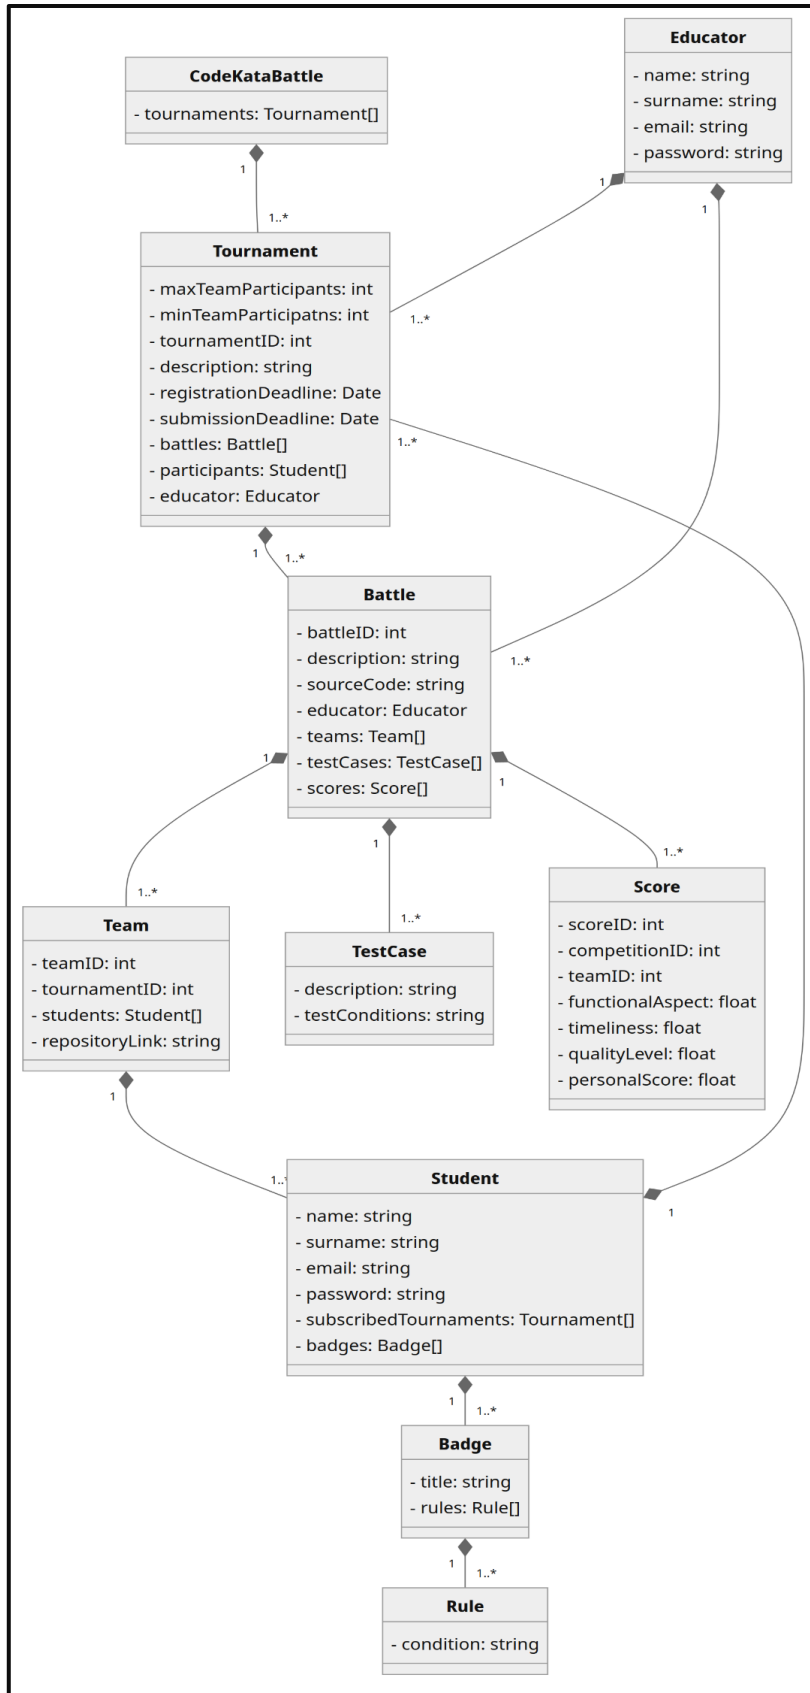 Educator
- name: string
- surname: string
- email: string
- password: string
CodeKataBattle
- tournaments: Tournament[]
1
1..*
1
1..*
1
Tournament
- maxTeamParticipants: int
- minTeamParticipatns: int
- tournamentID: int
- description: string
- registrationDeadline: Date
- submissionDeadline: Date
- battles: Battle[]
- participants: Student[]
- educator: Educator
1..*
1
1..*
Battle
- battleID: int
- description: string
- sourceCode: string
- educator: Educator
- teams: Team[]
- testCases: TestCase[]
- scores: Score[]
1..*
1
1
1
1..*
1..*
1..*
Team
- teamID: int
- tournamentID: int
- students: Student[]
- repositoryLink: string
TestCase
- description: string
- testConditions: string
Score
- scoreID: int
- competitionID: int
- teamID: int
- functionalAspect: float
- timeliness: float
- qualityLevel: float
- personalScore: float
1
1..
Student
- name: string
- surname: string
- email: string
- password: string
- subscribedTournaments: Tournament[]
- badges: Badge[]
1
1
1..*
Badge
- title: string
- rules: Rule[]
1
1..*
Rule
- condition: string